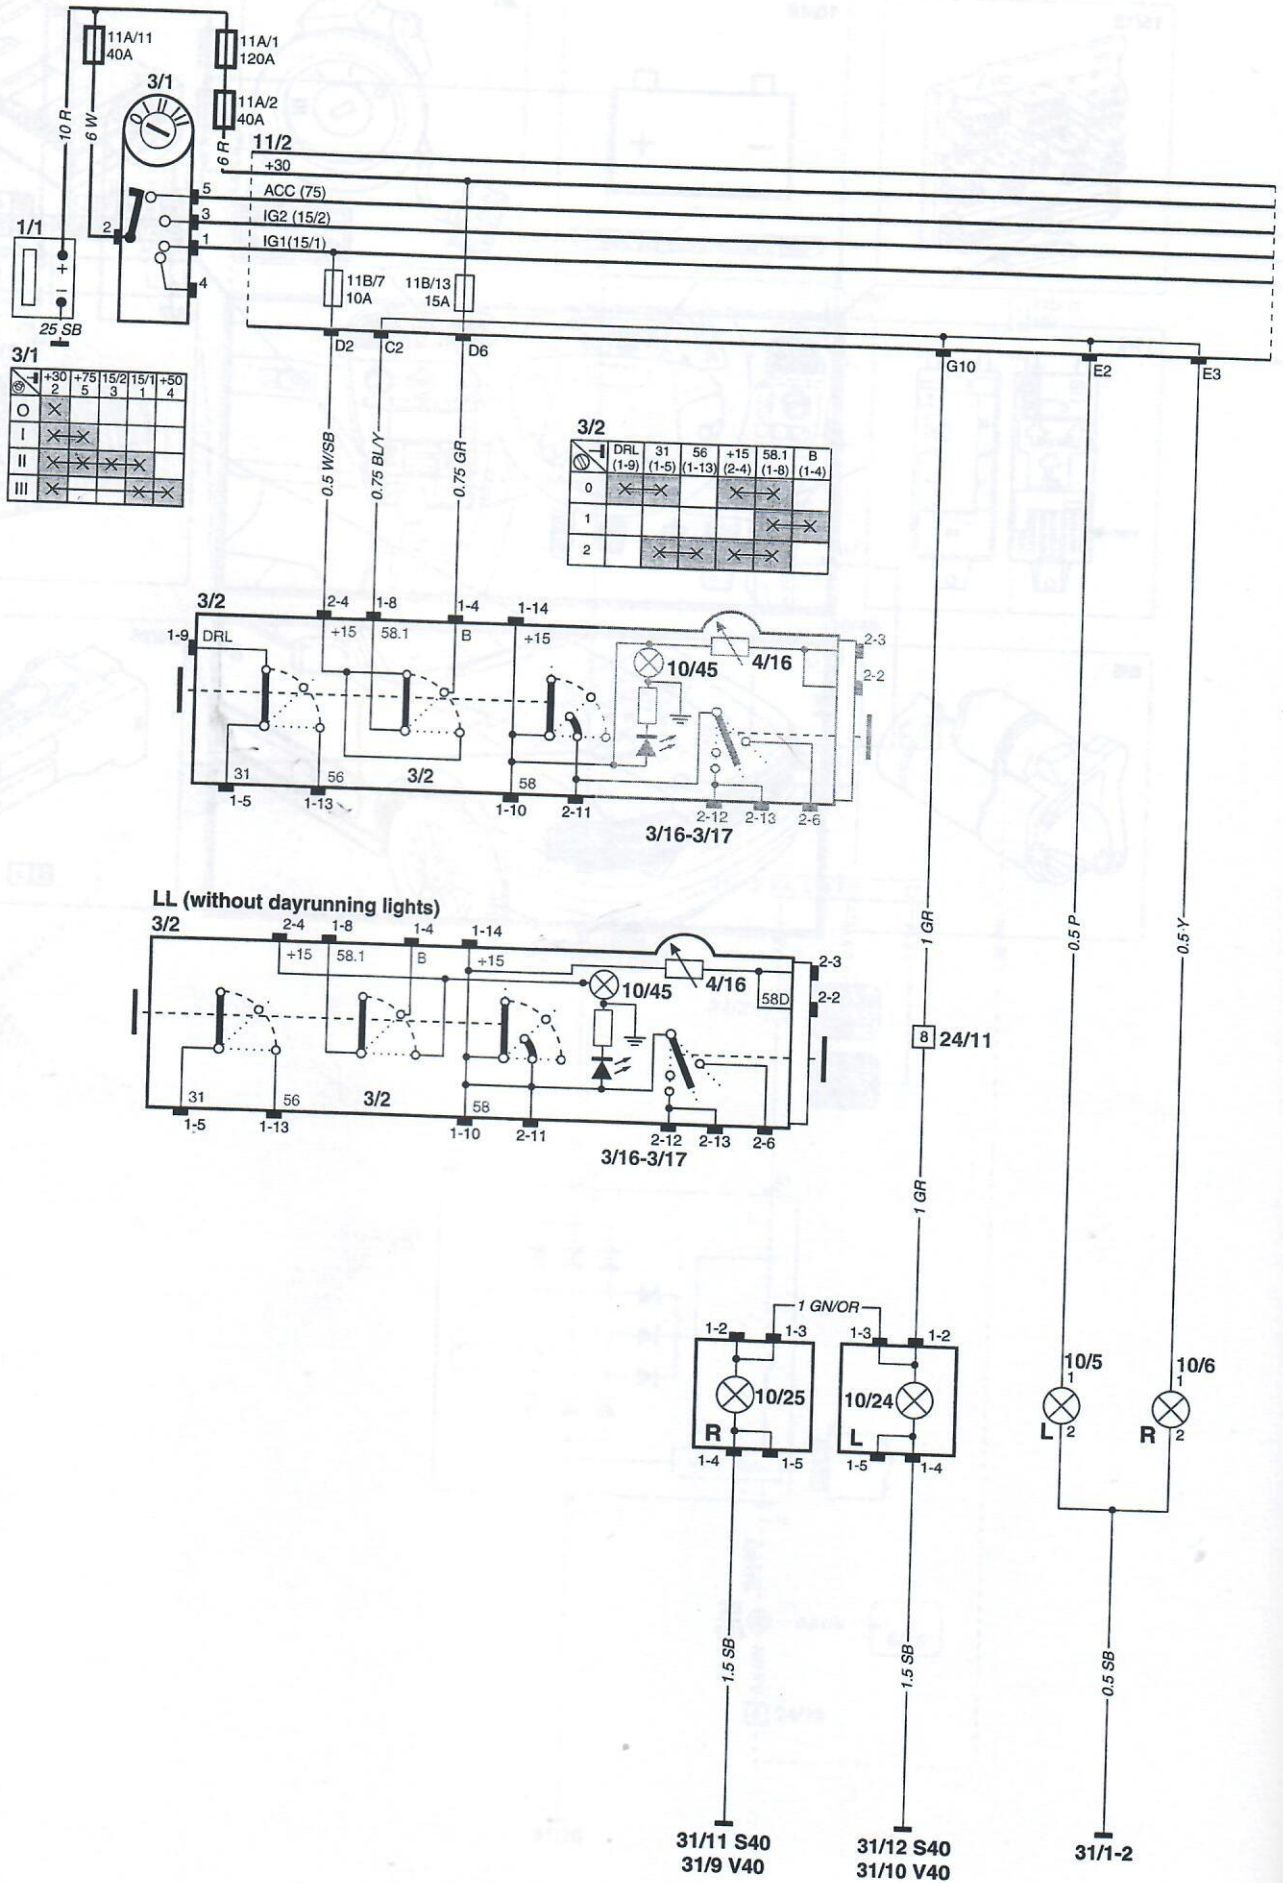 11A/11
40A
11A/1
120A
3/1
O I II III
11A/2
40A
10 R
6 W
6 R
11/2
+30
5 ACC (75)
3 IG2 (15/2)
1 IG1(15/1)
2
4
1/1
+
−
25 SB
11B/7
10A
11B/13
15A
D2
C2
D6
G10
E2
E3
3/1
+30 +75 15/2 15/1 +50
2 5 3 1 4
O
I
II
III
0.5 W/SB
0.75 BL/Y
0.75 GR
3/2
DRL 31 56 +15 58.1 B
(1-9) (1-5) (1-13) (2-4) (1-8) (1-4)
0
1
2
3/2
2-4 1-8 1-4 1-14
1-9 DRL +15 58.1 B +15
2-3
2-2
10/45
4/16
31 56 3/2 58
1-5 1-13 1-10 2-11 2-12 2-13 2-6
3/16-3/17
LL (without dayrunning lights)
3/2
2-4 1-8 1-4 1-14
+15 58.1 B +15
2-3
2-2
58D
10/45
4/16
31 56 3/2 58
1-5 1-13 1-10 2-11 2-12 2-13 2-6
3/16-3/17
1 GR
0.5 P
0.5 Y
8 24/11
1 GR
1 GN/OR
1-2 1-3 1-3 1-2
10/25
R
10/24
L
1-4 1-5 1-5 1-4
10/5
1
L 2
10/6
1
R 2
1.5 SB
1.5 SB
0.5 SB
31/11 S40
31/9 V40
31/12 S40
31/10 V40
31/1-2